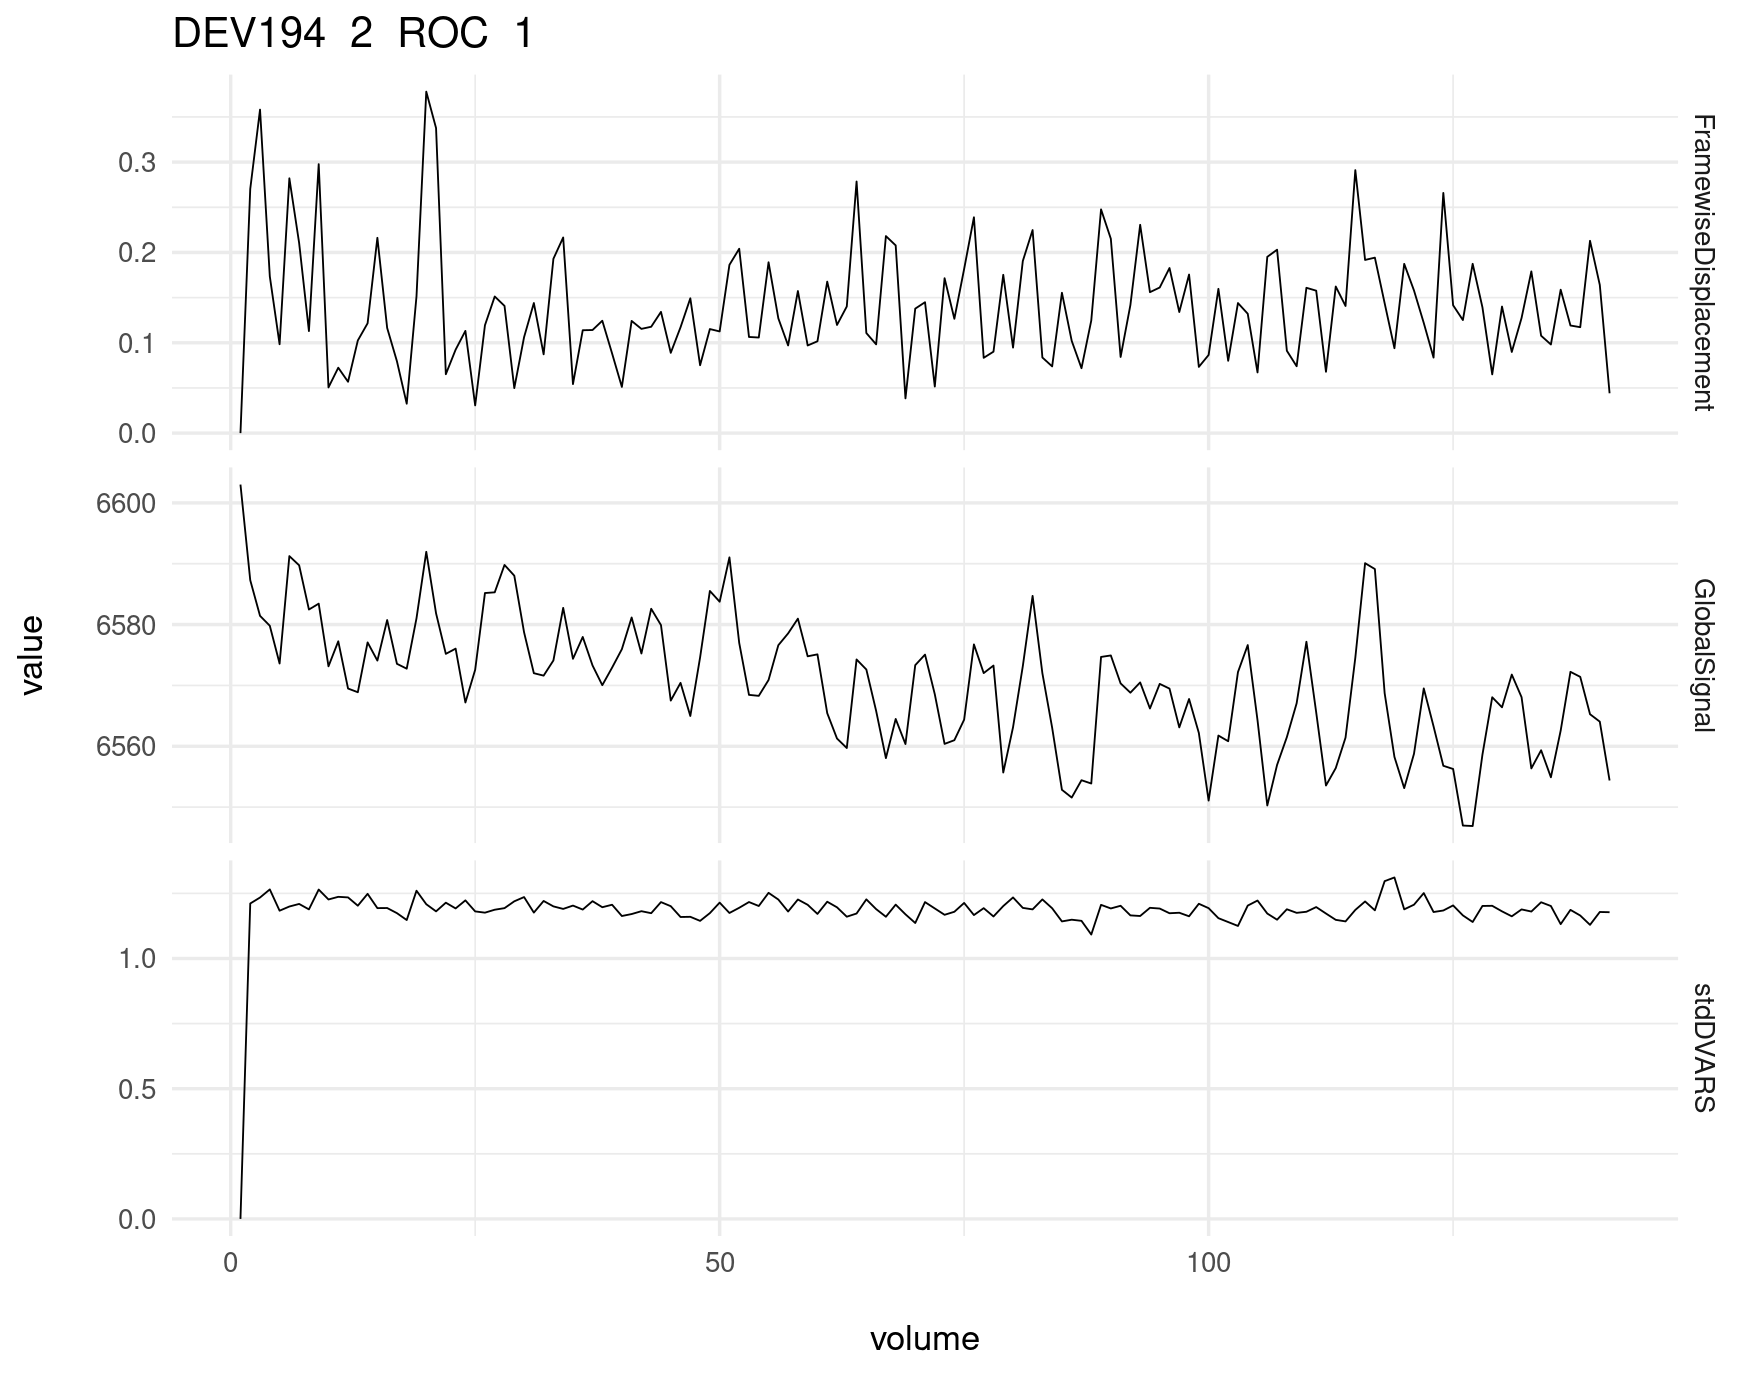 DEV194 2 ROC 1
0.3
0.2
0.1
0.0
FramewiseDisplacement
6600
6580
6560
GlobalSignal
1.0
0.5
0.0
stdDVARS
value
0 50 100
volume